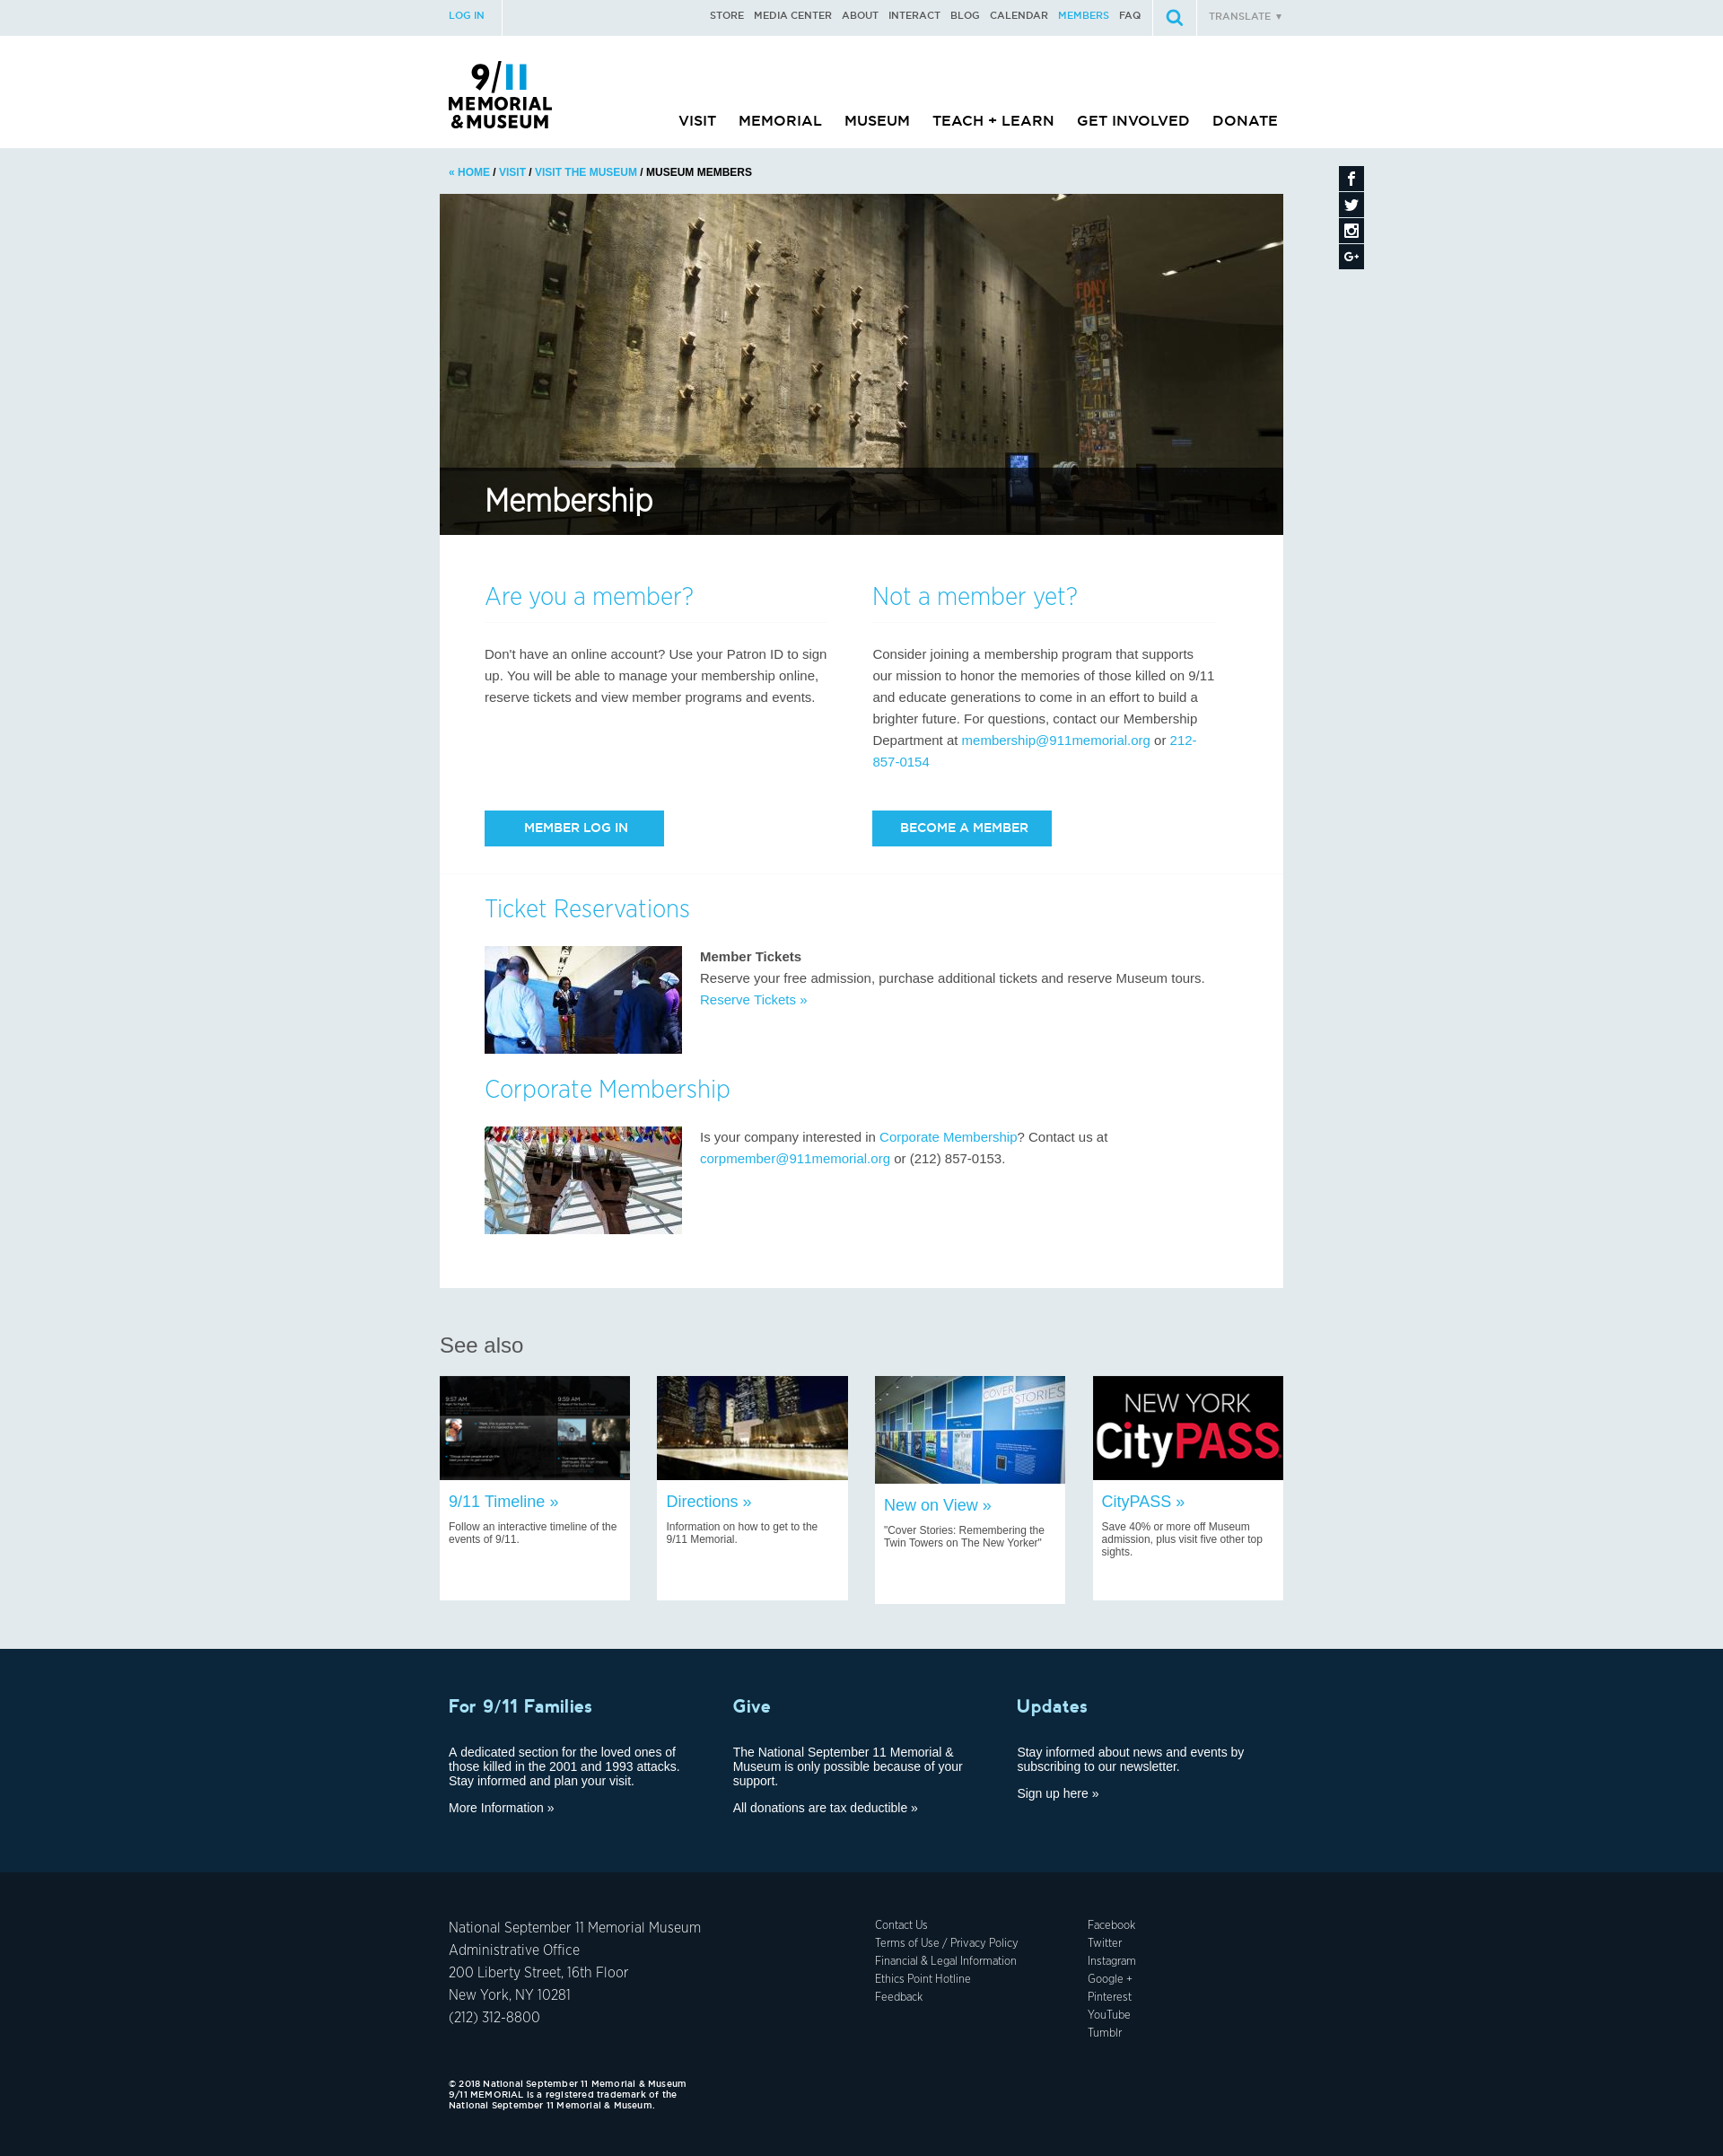 LOG IN
STORE MEDIA CENTER ABOUT INTERACT BLOG CALENDAR MEMBERS FAQ
TRANSLATE ▼
9/11
MEMORIAL
&MUSEUM
VISIT MEMORIAL MUSEUM TEACH + LEARN GET INVOLVED DONATE
« HOME / VISIT / VISIT THE MUSEUM / MUSEUM MEMBERS
Membership
Are you a member?
Don't have an online account? Use your Patron ID to sign
up. You will be able to manage your membership online,
reserve tickets and view member programs and events.
MEMBER LOG IN
Not a member yet?
Consider joining a membership program that supports
our mission to honor the memories of those killed on 9/11
and educate generations to come in an effort to build a
brighter future. For questions, contact our Membership
Department at membership@911memorial.org or 212-
857-0154
BECOME A MEMBER
Ticket Reservations
Member Tickets
Reserve your free admission, purchase additional tickets and reserve Museum tours.
Reserve Tickets »
Corporate Membership
Is your company interested in Corporate Membership? Contact us at
corpmember@911memorial.org or (212) 857-0153.
See also
9:57 AM
9:59 AM
9/11 Timeline »
Follow an interactive timeline of the
events of 9/11.
Directions »
Information on how to get to the
9/11 Memorial.
COVER
STORIES
New on View »
"Cover Stories: Remembering the
Twin Towers on The New Yorker"
NEW YORK
CityPASS
CityPASS »
Save 40% or more off Museum
admission, plus visit five other top
sights.
For 9/11 Families
A dedicated section for the loved ones of
those killed in the 2001 and 1993 attacks.
Stay informed and plan your visit.
More Information »
Give
The National September 11 Memorial &
Museum is only possible because of your
support.
All donations are tax deductible »
Updates
Stay informed about news and events by
subscribing to our newsletter.
Sign up here »
National September 11 Memorial Museum
Administrative Office
200 Liberty Street, 16th Floor
New York, NY 10281
(212) 312-8800
Contact Us
Terms of Use / Privacy Policy
Financial & Legal Information
Ethics Point Hotline
Feedback
Facebook
Twitter
Instagram
Google +
Pinterest
YouTube
Tumblr
© 2018 National September 11 Memorial & Museum
9/11 MEMORIAL is a registered trademark of the
National September 11 Memorial & Museum.